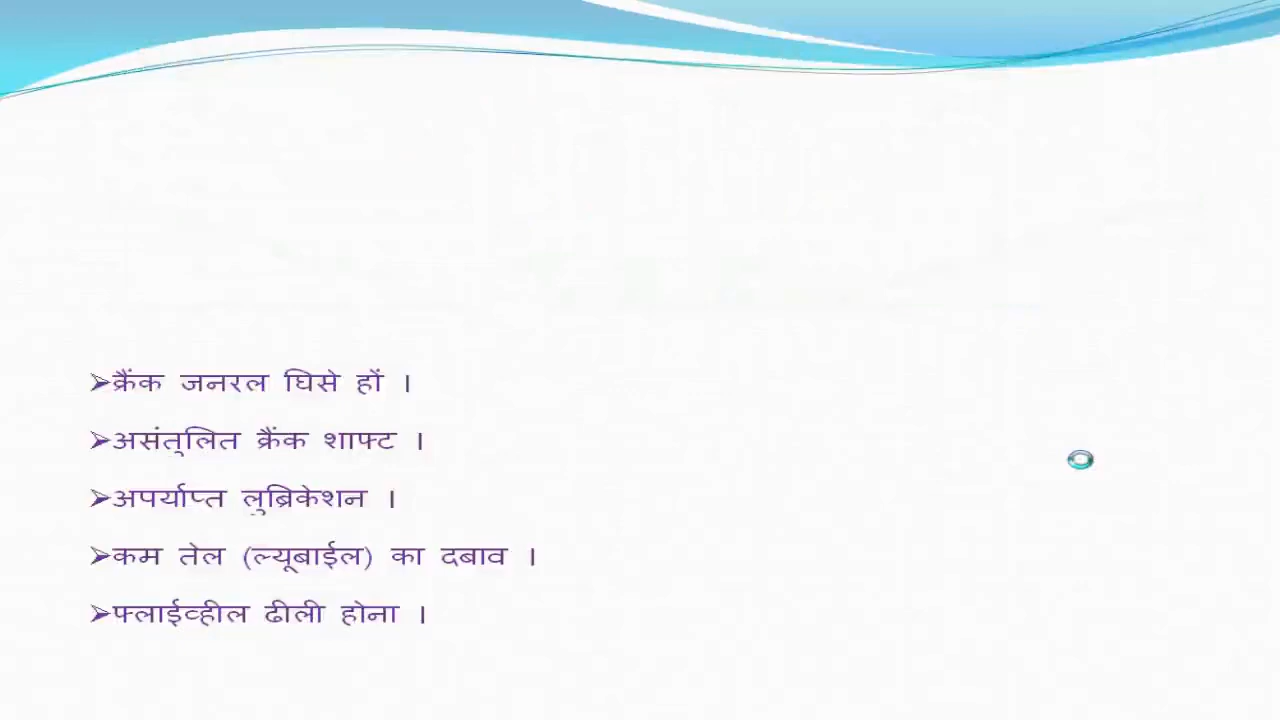 ➢क्रैंक जनरल घिसे हों ।
➢असंतुलित क्रैंक शाफ्ट ।
➢अपर्याप्त लुब्रिकेशन ।
➢कम तेल (ल्यूबाईल) का दबाव ।
➢फ्लाईव्हील ढीली होना ।